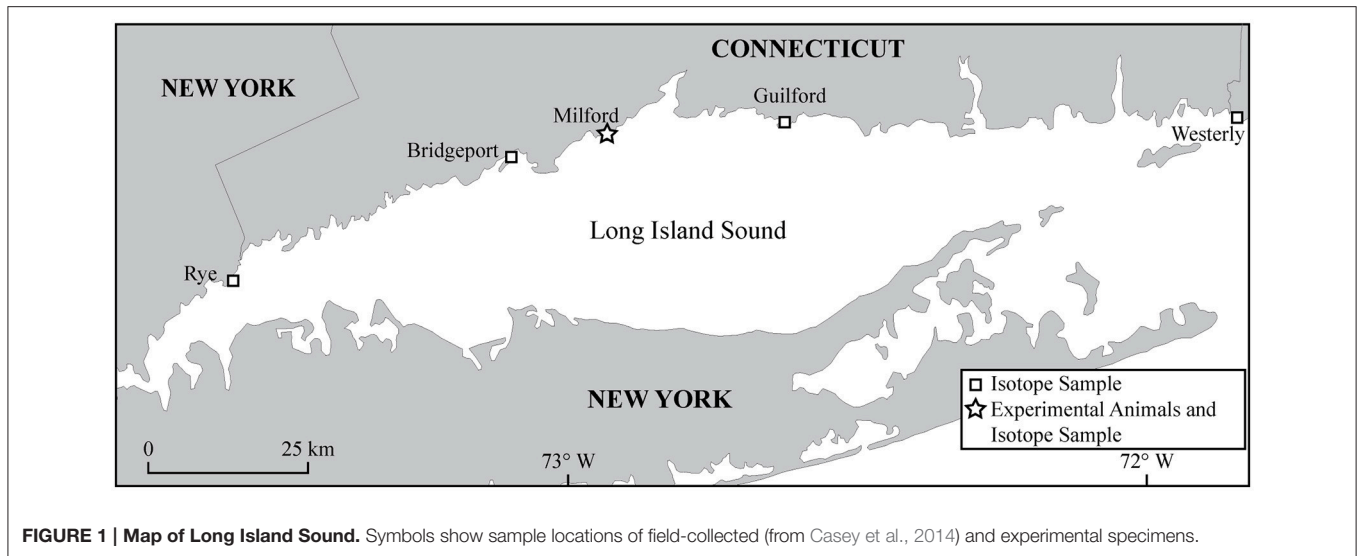 CONNECTICUT
NEW YORK
Guilford
Milford
Westerly
Bridgeport
Long Island Sound
Rye
NEW YORK
Isotope Sample
Experimental Animals and
Isotope Sample
0 25 km
73° W
72° W
FIGURE 1 | Map of Long Island Sound. Symbols show sample locations of field-collected (from Casey et al., 2014) and experimental specimens.